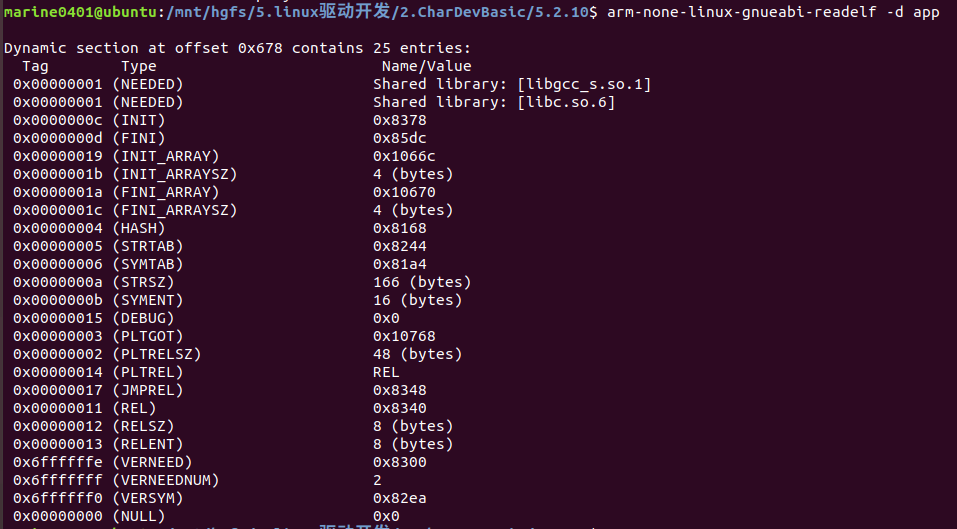 marine0401@ubuntu:/mnt/hgfs/5.linux驱动开发/2.CharDevBasic/5.2.10$ arm-none-linux-gnueabi-readelf -d app
Dynamic section at offset 0x678 contains 25 entries:
Tag Type Name/Value
0x00000001 (NEEDED) Shared library: [libgcc_s.so.1]
0x00000001 (NEEDED) Shared library: [libc.so.6]
0x0000000c (INIT) 0x8378
0x0000000d (FINI) 0x85dc
0x00000019 (INIT_ARRAY) 0x1066c
0x0000001b (INIT_ARRAYSZ) 4 (bytes)
0x0000001a (FINI_ARRAY) 0x10670
0x0000001c (FINI_ARRAYSZ) 4 (bytes)
0x00000004 (HASH) 0x8168
0x00000005 (STRTAB) 0x8244
0x00000006 (SYMTAB) 0x81a4
0x0000000a (STRSZ) 166 (bytes)
0x0000000b (SYMENT) 16 (bytes)
0x00000015 (DEBUG) 0x0
0x00000003 (PLTGOT) 0x10768
0x00000002 (PLTRELSZ) 48 (bytes)
0x00000014 (PLTREL) REL
0x00000017 (JMPREL) 0x8348
0x00000011 (REL) 0x8340
0x00000012 (RELSZ) 8 (bytes)
0x00000013 (RELENT) 8 (bytes)
0x6ffffffe (VERNEED) 0x8300
0x6fffffff (VERNEEDNUM) 2
0x6ffffff0 (VERSYM) 0x82ea
0x00000000 (NULL) 0x0